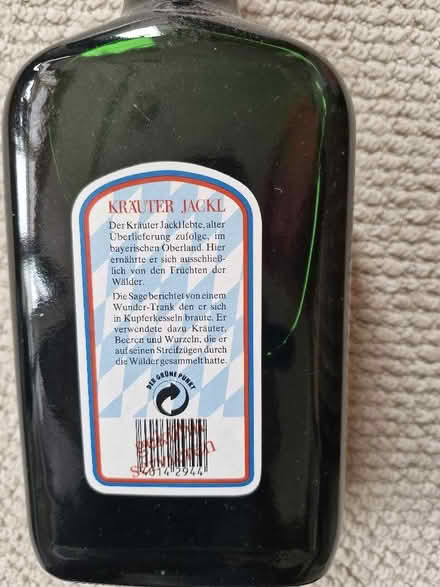 KRÄUTER JACKL
Der Kräuter Jackl lebte, alter
Überlieferung zufolge, im
bayerischen Oberland. Hier
ernährte er sich ausschließ-
lich von den Früchten der
Wälder.
Die Sage berichtet von einem
Wunder-Trank den er sich
in Kupferkesseln braute. Er
verwendete dazu Kräuter,
Beeren und Wurzeln, die er
auf seinen Streifzügen durch
die Wälder gesammelt hatte.
DER GRÜNE PUNKT